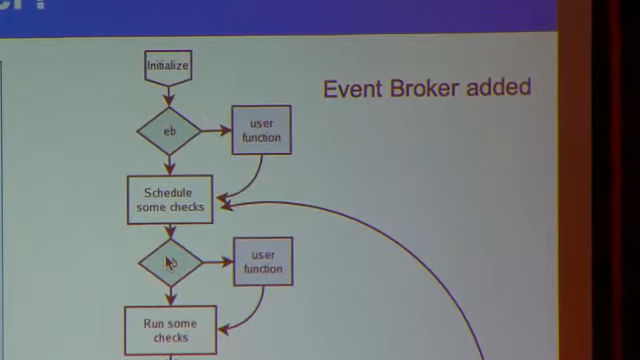 Initialize
Event Broker added
eb
user
function
Schedule
some checks
user
function
Run some
checks